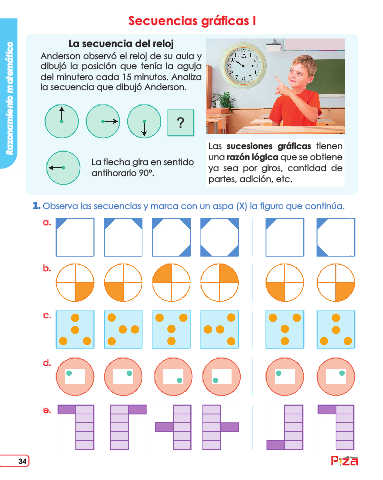 Secuencias gráficas I
Razonamiento matemático
La secuencia del reloj
Anderson observó el reloj de su aula y
dibujó la posición que tenía la aguja
del minutero cada 15 minutos. Analiza
la secuencia que dibujó Anderson.
?
La flecha gira en sentido
antihorario 90°.
Las sucesiones gráficas tienen
una razón lógica que se obtiene
ya sea por giros, cantidad de
partes, adición, etc.
1. Observa las secuencias y marca con un aspa (X) la figura que continúa.
a.
b.
c.
d.
e.
34
Piza